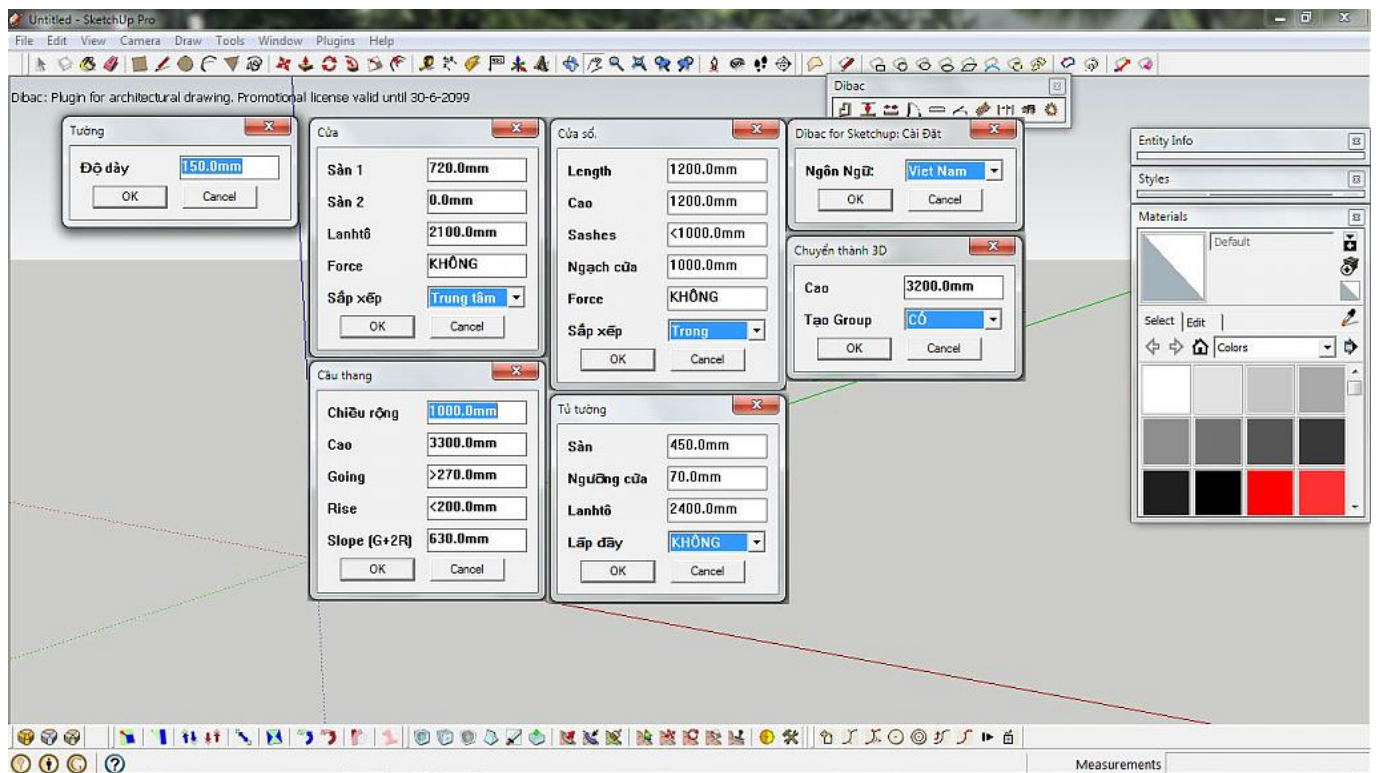 Untitled - SketchUp Pro
File Edit View Camera Draw Tools Window Plugins Help
Dibac: Plugin for architectural drawing. Promotional license valid until 30-6-2099
Dibac
Tường
Độ dày 150.0mm
OK Cancel
Cửa
Sàn 1 720.0mm
Sàn 2 0.0mm
Lanhtô 2100.0mm
Force KHÔNG
Sắp xếp Trung tâm
OK Cancel
Cửa sổ.
Length 1200.0mm
Cao 1200.0mm
Sashes <1000.0mm
Ngạch cửa 1000.0mm
Force KHÔNG
Sắp xếp Trong
OK Cancel
Dibac for Sketchup: Cài Đặt
Ngôn Ngữ: Viet Nam
OK Cancel
Chuyển thành 3D
Cao 3200.0mm
Tạo Group CÓ
OK Cancel
Cầu thang
Chiều rộng 1000.0mm
Cao 3300.0mm
Going >270.0mm
Rise <200.0mm
Slope (G+2R) 630.0mm
OK Cancel
Tủ tường
Sàn 450.0mm
Ngưỡng cửa 70.0mm
Lanhtô 2400.0mm
Lấp đầy KHÔNG
OK Cancel
Entity Info
Styles
Materials
Default
Select Edit
Colors
Measurements